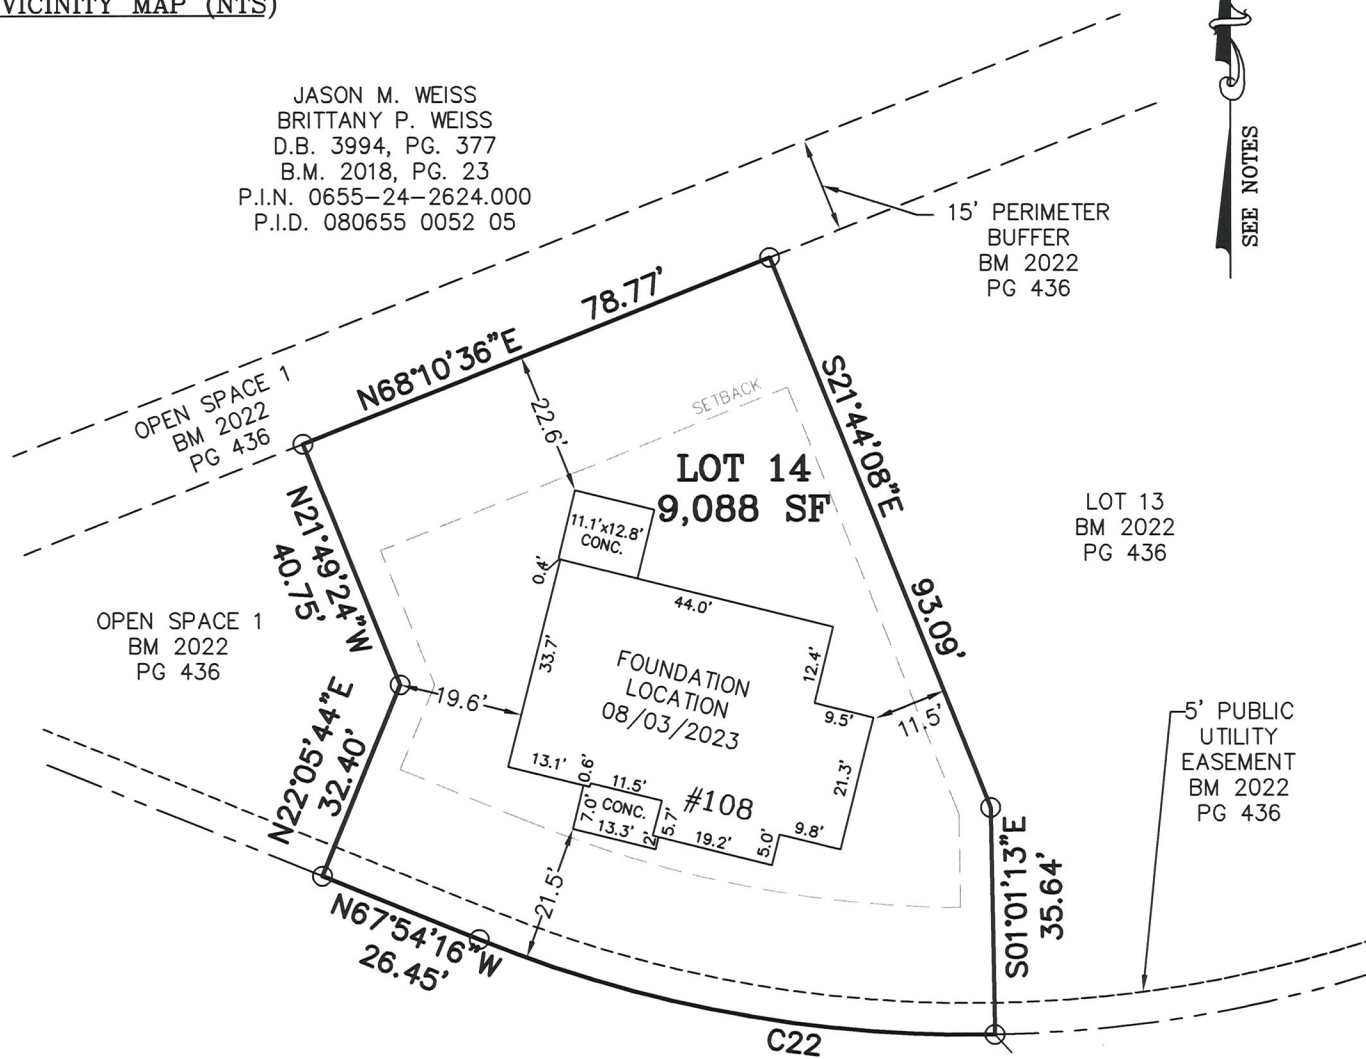 VICINITY MAP (NTS)
JASON M. WEISS
BRITTANY P. WEISS
D.B. 3994, PG. 377
B.M. 2018, PG. 23
P.I.N. 0655-24-2624.000
P.I.D. 080655 0052 05
SEE NOTES
15' PERIMETER
BUFFER
BM 2022
PG 436
N68°10'36"E
78.77'
OPEN SPACE 1
BM 2022
PG 436
22.6'
SETBACK
S21°44'08"E
93.09'
LOT 14
9,088 SF
LOT 13
BM 2022
PG 436
N21°49'24"W
40.75'
11.1'x12.8'
CONC.
0.4'
44.0'
OPEN SPACE 1
BM 2022
PG 436
33.7'
FOUNDATION
LOCATION
08/03/2023
12.4'
9.5'
11.5'
19.6'
N22°05'44"E
32.40'
5' PUBLIC
UTILITY
EASEMENT
BM 2022
PG 436
13.1'
0.6'
11.5'
#108
21.3'
7.0'
CONC.
13.3'
5.7'
2'
19.2'
5.0'
9.8'
21.5'
S01°01'13"E
35.64'
N67°54'16"W
26.45'
C22